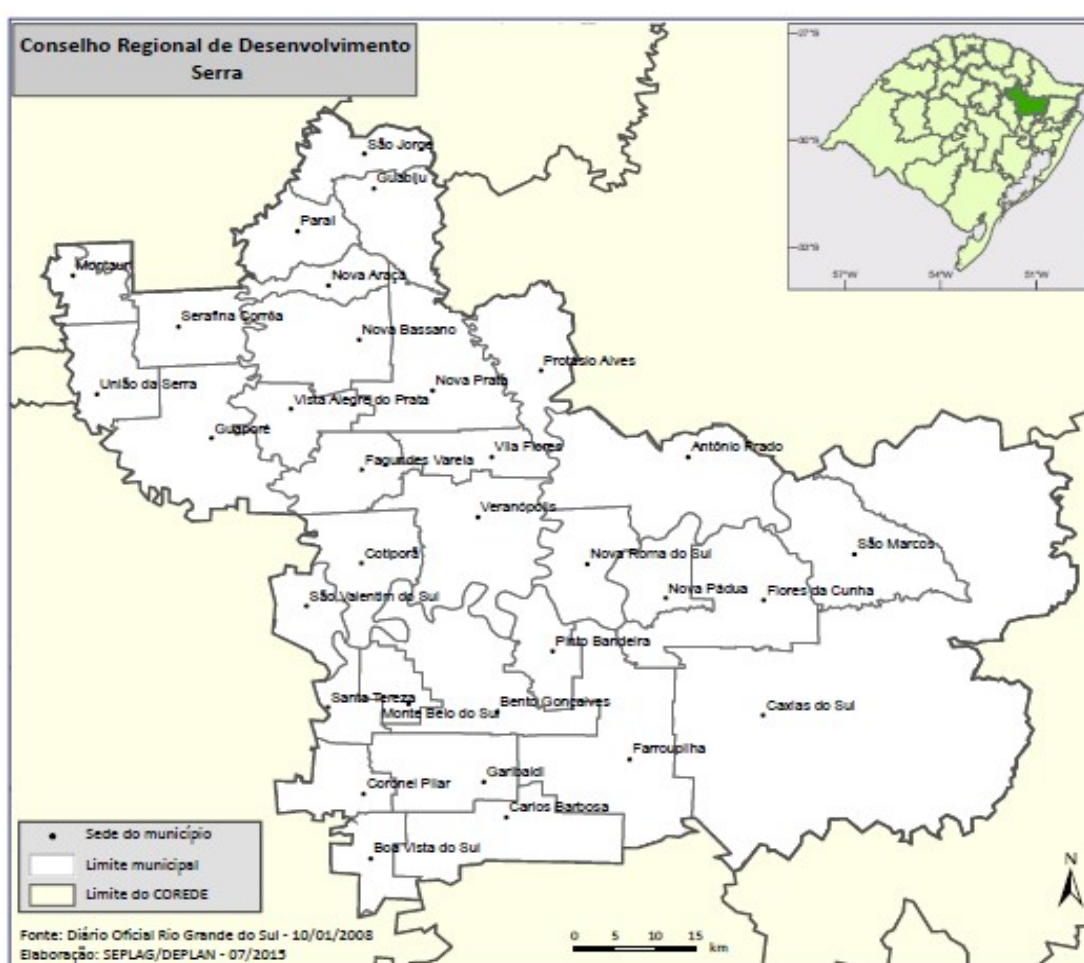 Conselho Regional de Desenvolvimento
Serra
São Jorge
Guabiju
Paraí
Montauri
Nova Araçá
Serafina Corrêa
Nova Bassano
Protásio Alves
União da Serra
Nova Prata
Vista Alegre do Prata
Guaporé
Fagundes Varela
Vila Flores
Antônio Prado
Veranópolis
Cotiporã
Nova Roma do Sul
São Marcos
São Valentim do Sul
Nova Pádua
Flores da Cunha
Pinto Bandeira
Santa Tereza
Monte Belo do Sul
Bento Gonçalves
Caxias do Sul
Farroupilha
Coronel Pilar
Garibaldi
Carlos Barbosa
Boa Vista do Sul
27°S
30°S
33°S
57°W
54°W
51°W
Sede do município
Limite municipal
Limite do COREDE
Fonte: Diário Oficial Rio Grande do Sul - 10/01/2008
Elaboração: SEPLAG/DEPLAN - 07/2015
0 5 10 15
km
N